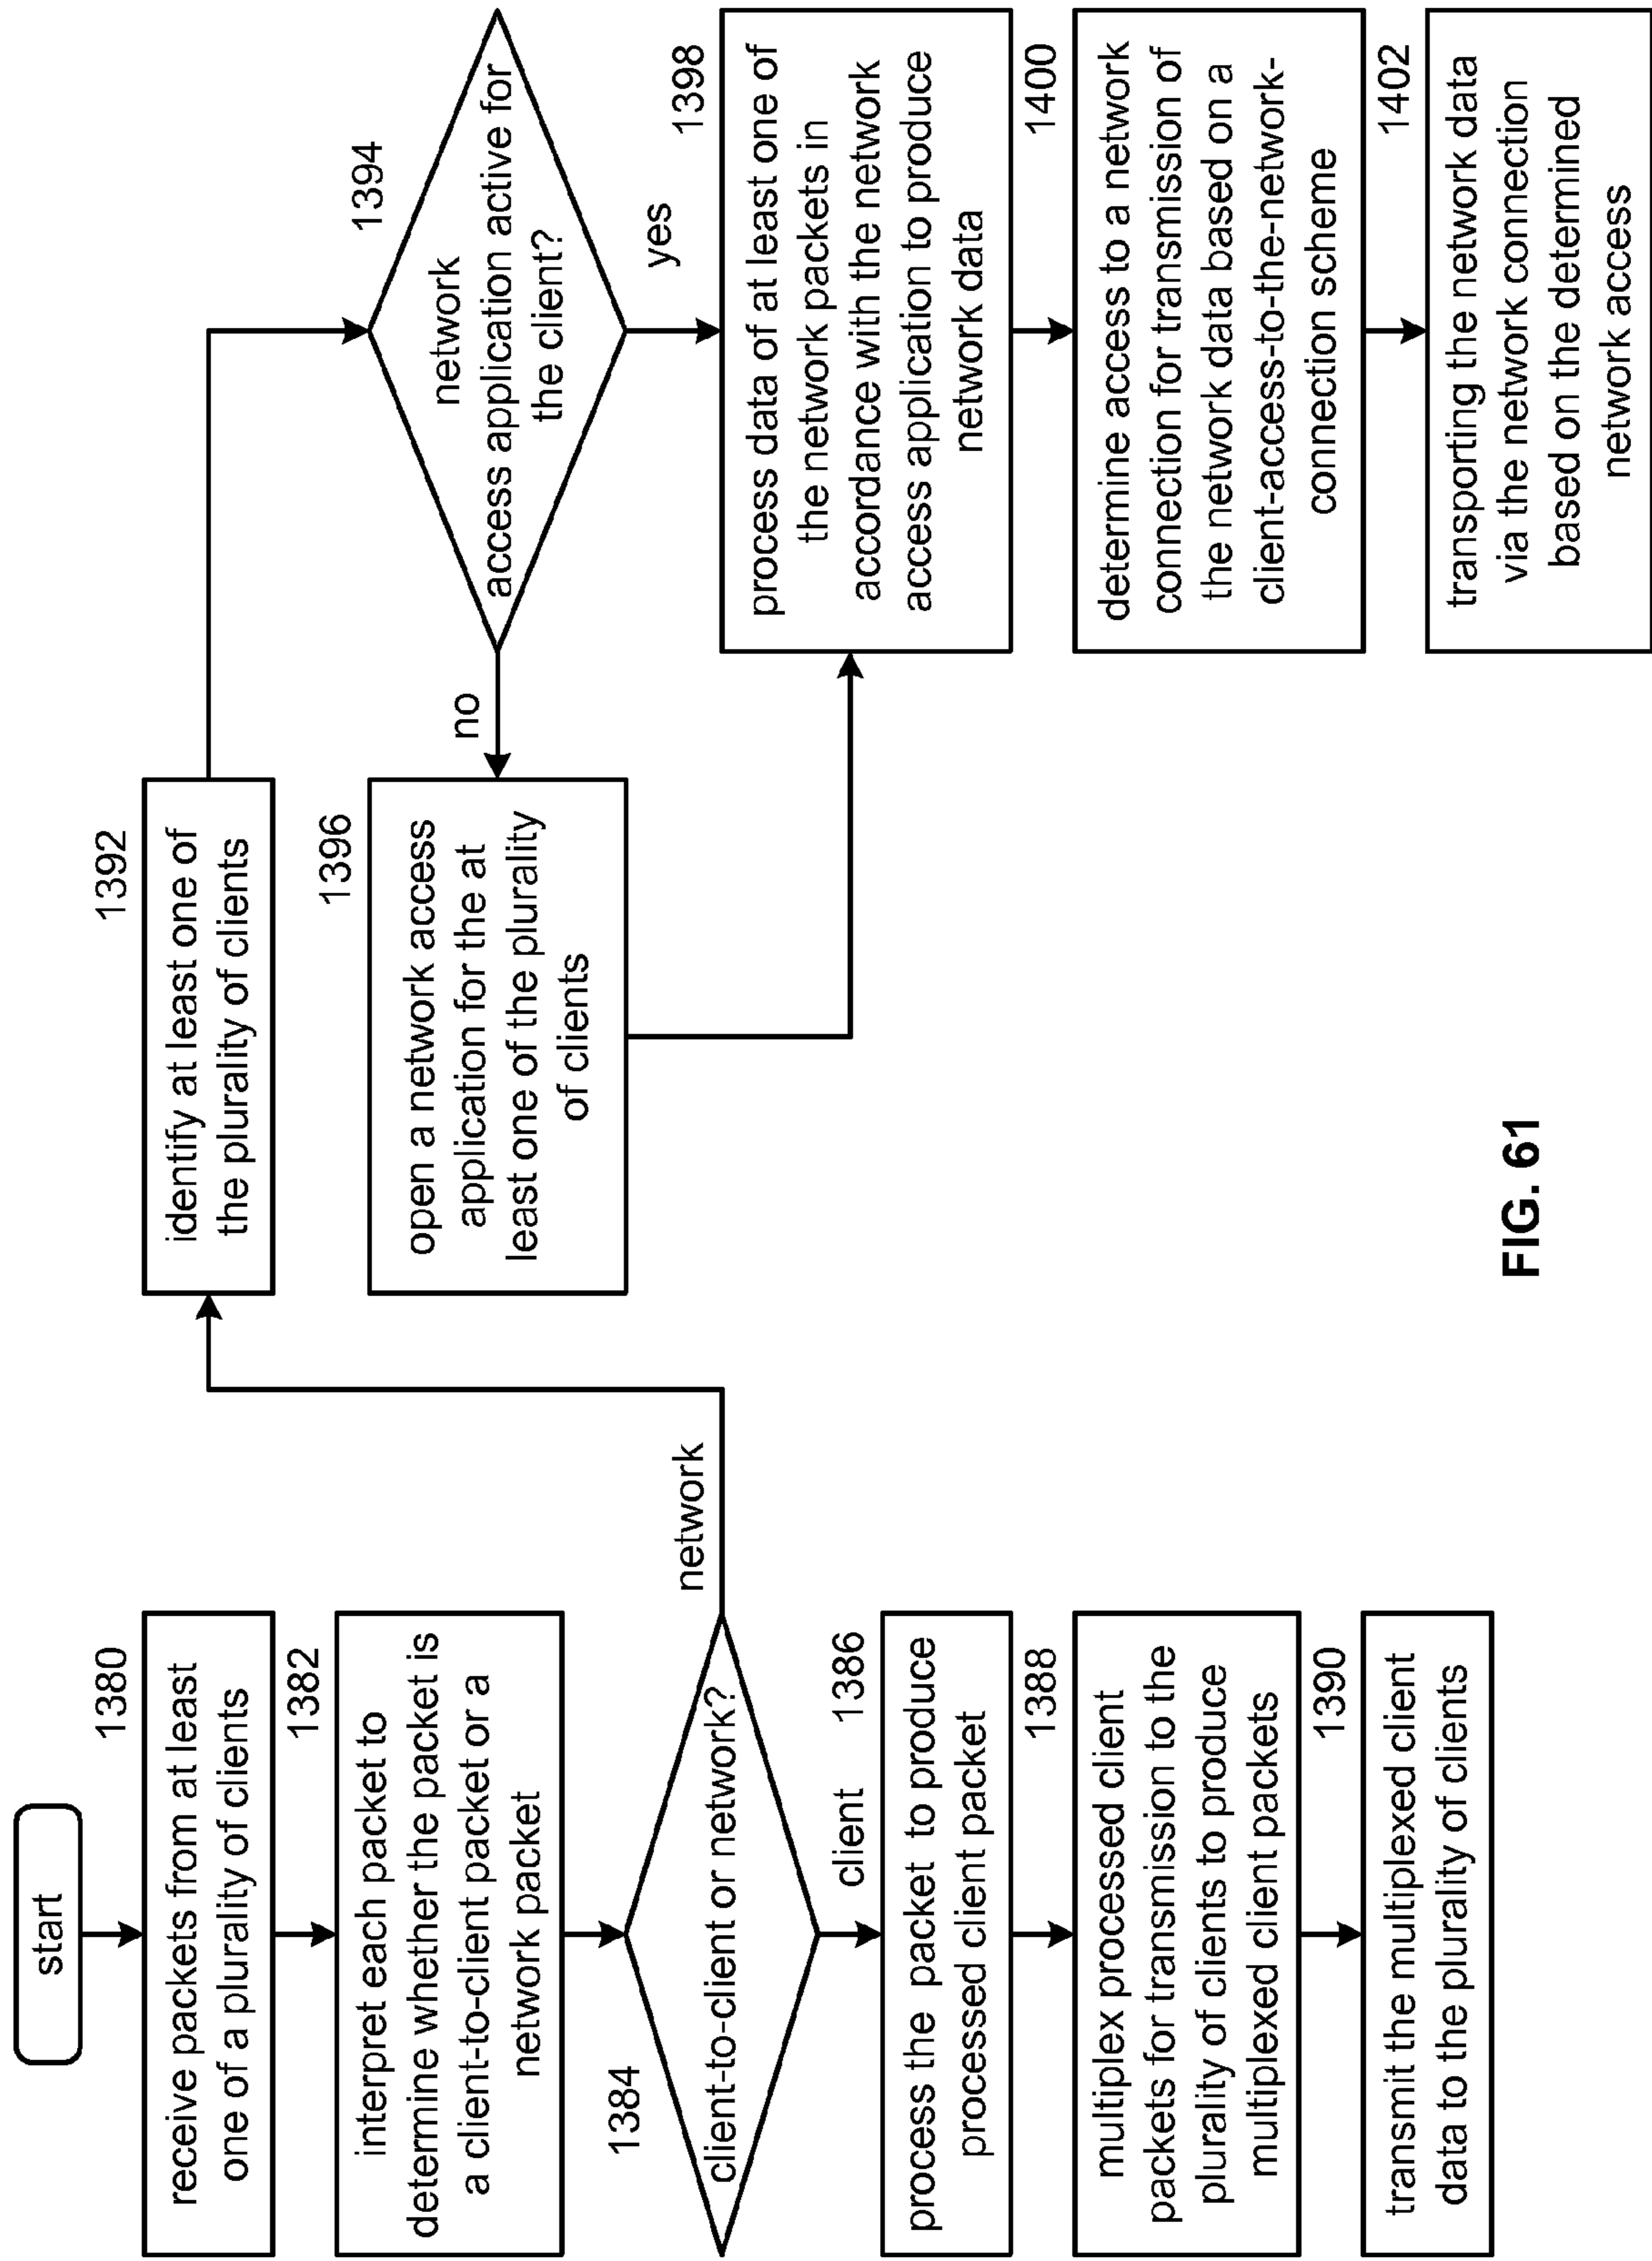 start
1380
receive packets from at least
one of a plurality of clients
1382
interpret each packet to
determine whether the packet is
a client-to-client packet or a
network packet
1384
client-to-client or network?
network
client
1386
process the packet to produce
processed client packet
1388
multiplex processed client
packets for transmission to the
plurality of clients to produce
multiplexed client packets
1390
transmit the multiplexed client
data to the plurality of clients
1392
identify at least one of
the plurality of clients
1394
network
access application active for
the client?
no
yes
1396
open a network access
application for the at
least one of the plurality
of clients
1398
process data of at least one of
the network packets in
accordance with the network
access application to produce
network data
1400
determine access to a network
connection for transmission of
the network data based on a
client-access-to-the-network-
connection scheme
1402
transporting the network data
via the network connection
based on the determined
network access
FIG. 61